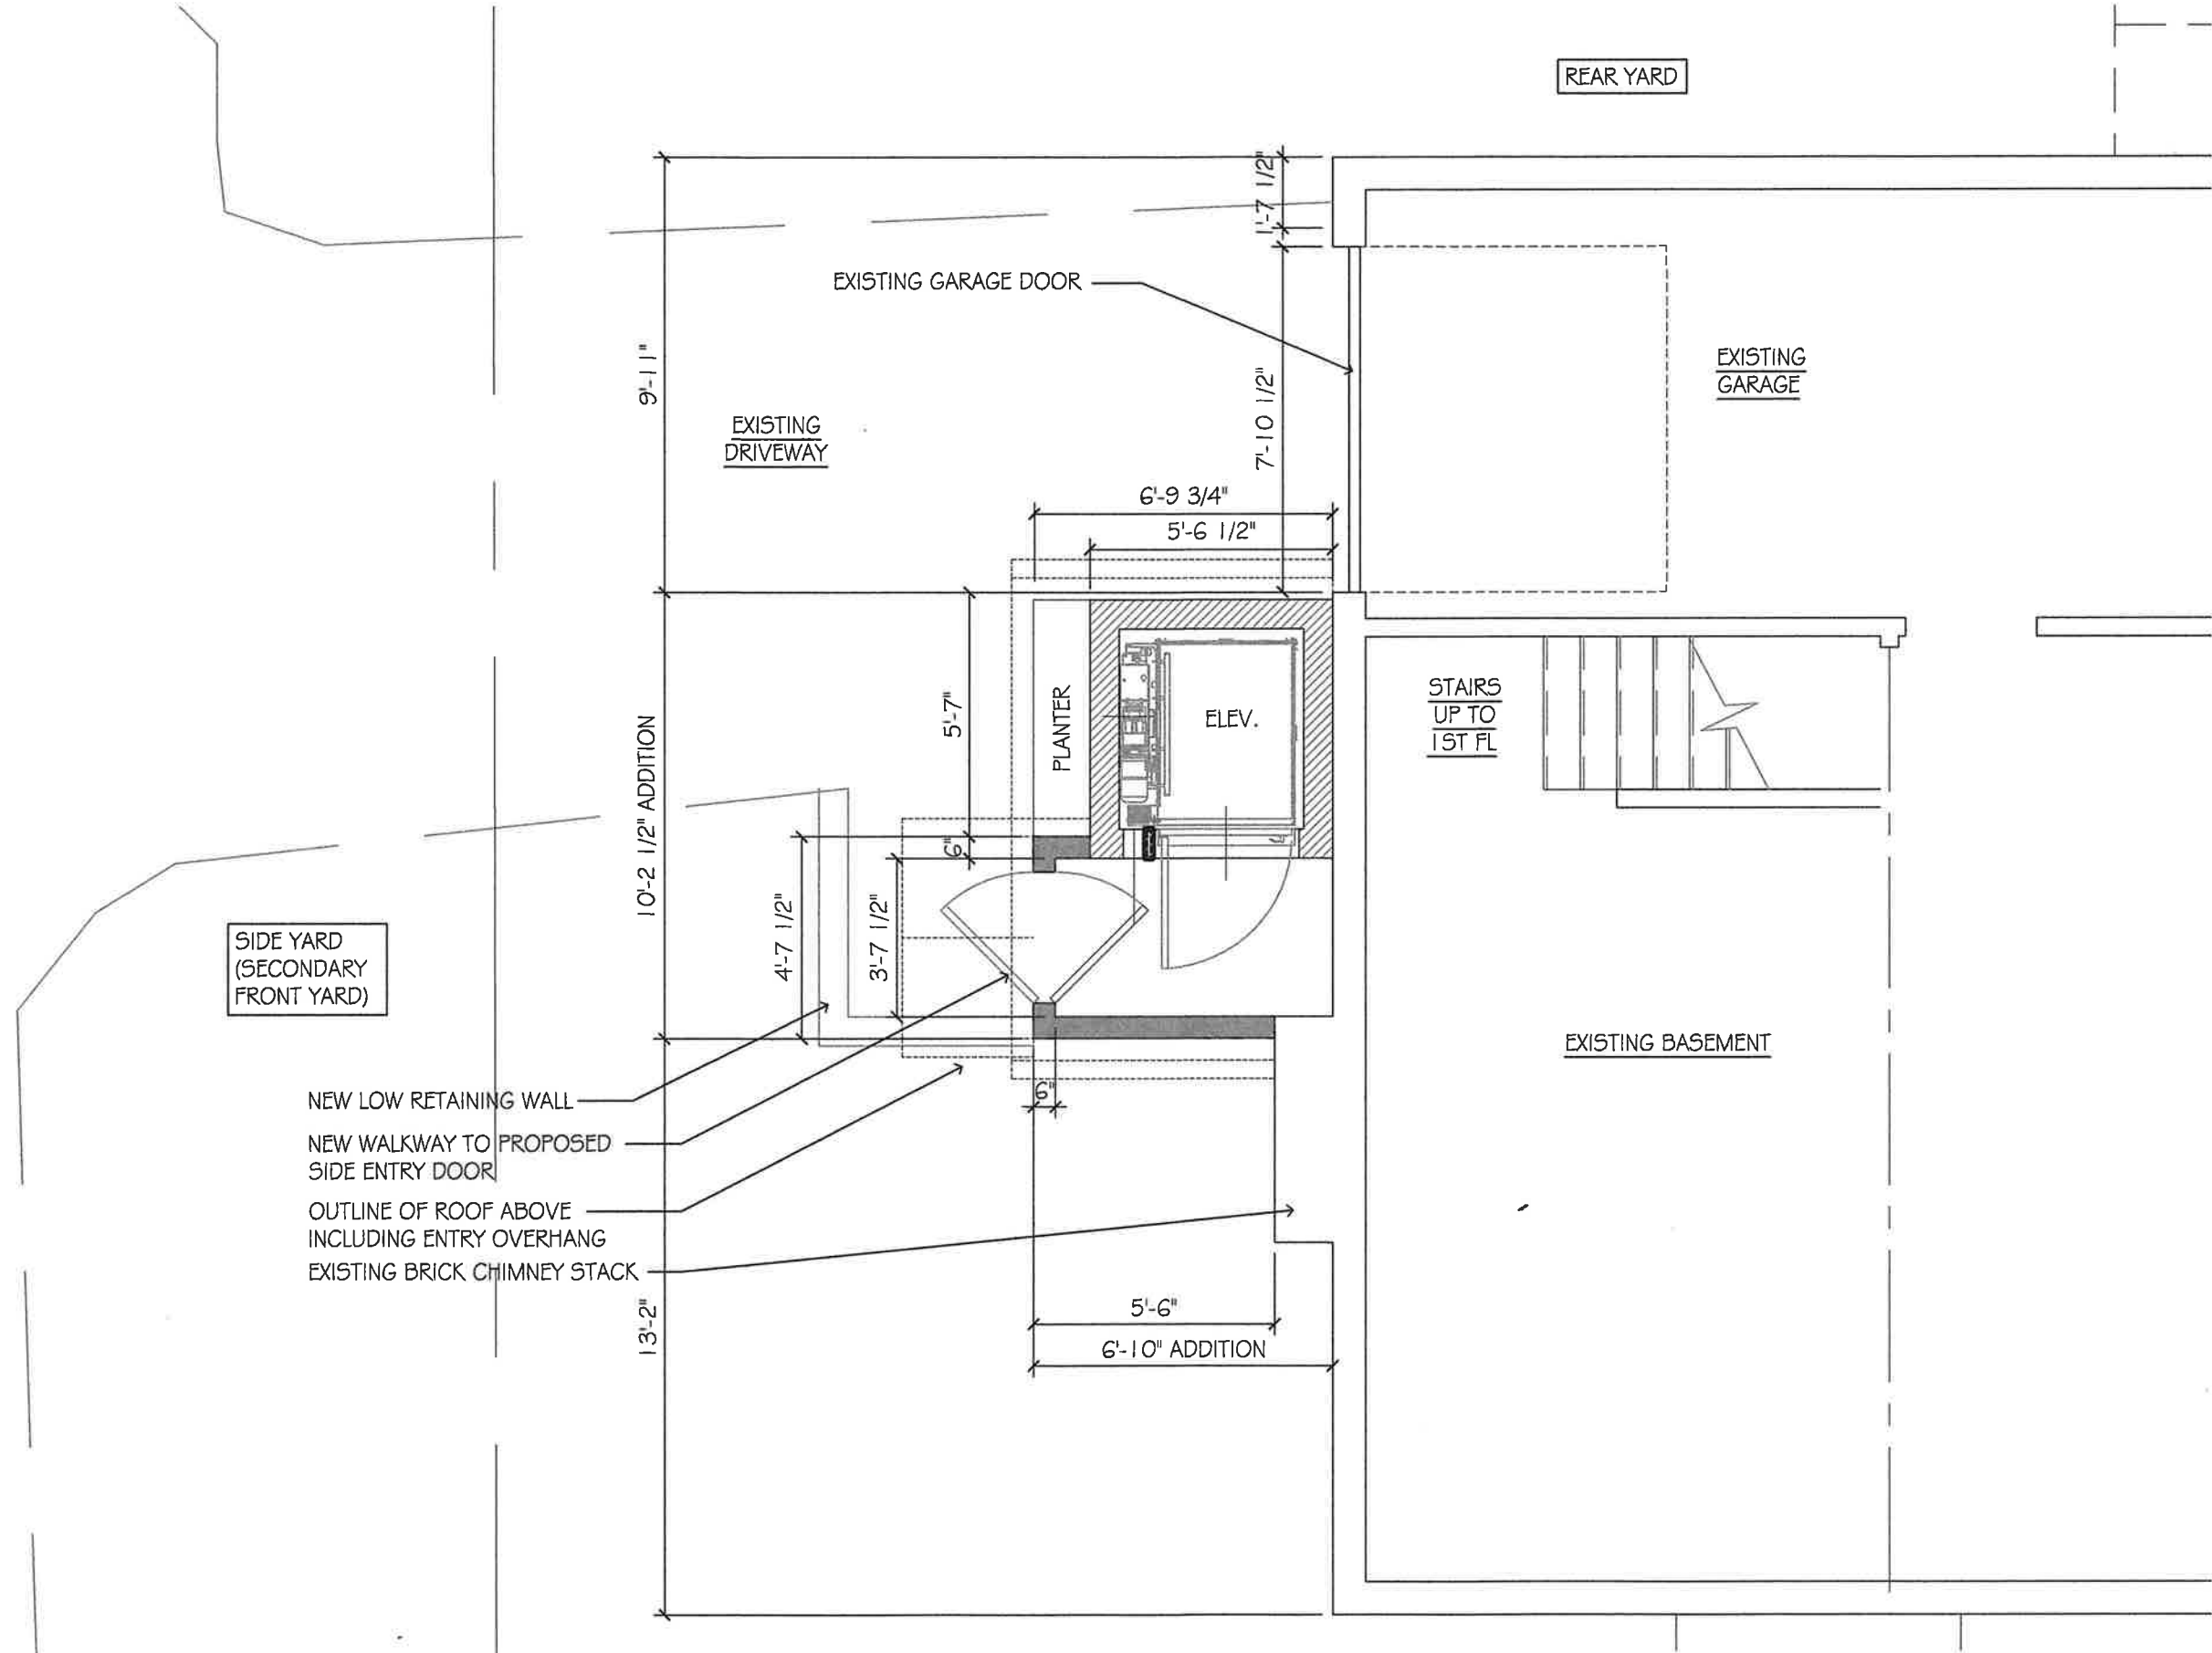 REAR YARD
1'-7 1/2"
EXISTING GARAGE DOOR
9'-11"
7'-10 1/2"
EXISTING
GARAGE
EXISTING
DRIVEWAY
6'-9 3/4"
5'-6 1/2"
PLANTER
ELEV.
5'-7"
STAIRS
UP TO
1ST FL
10'-2 1/2" ADDITION
6"
4'-7 1/2"
3'-7 1/2"
SIDE YARD
(SECONDARY
FRONT YARD)
EXISTING BASEMENT
NEW LOW RETAINING WALL
6"
NEW WALKWAY TO PROPOSED
SIDE ENTRY DOOR
OUTLINE OF ROOF ABOVE
INCLUDING ENTRY OVERHANG
EXISTING BRICK CHIMNEY STACK
13'-2"
5'-6"
6'-10" ADDITION